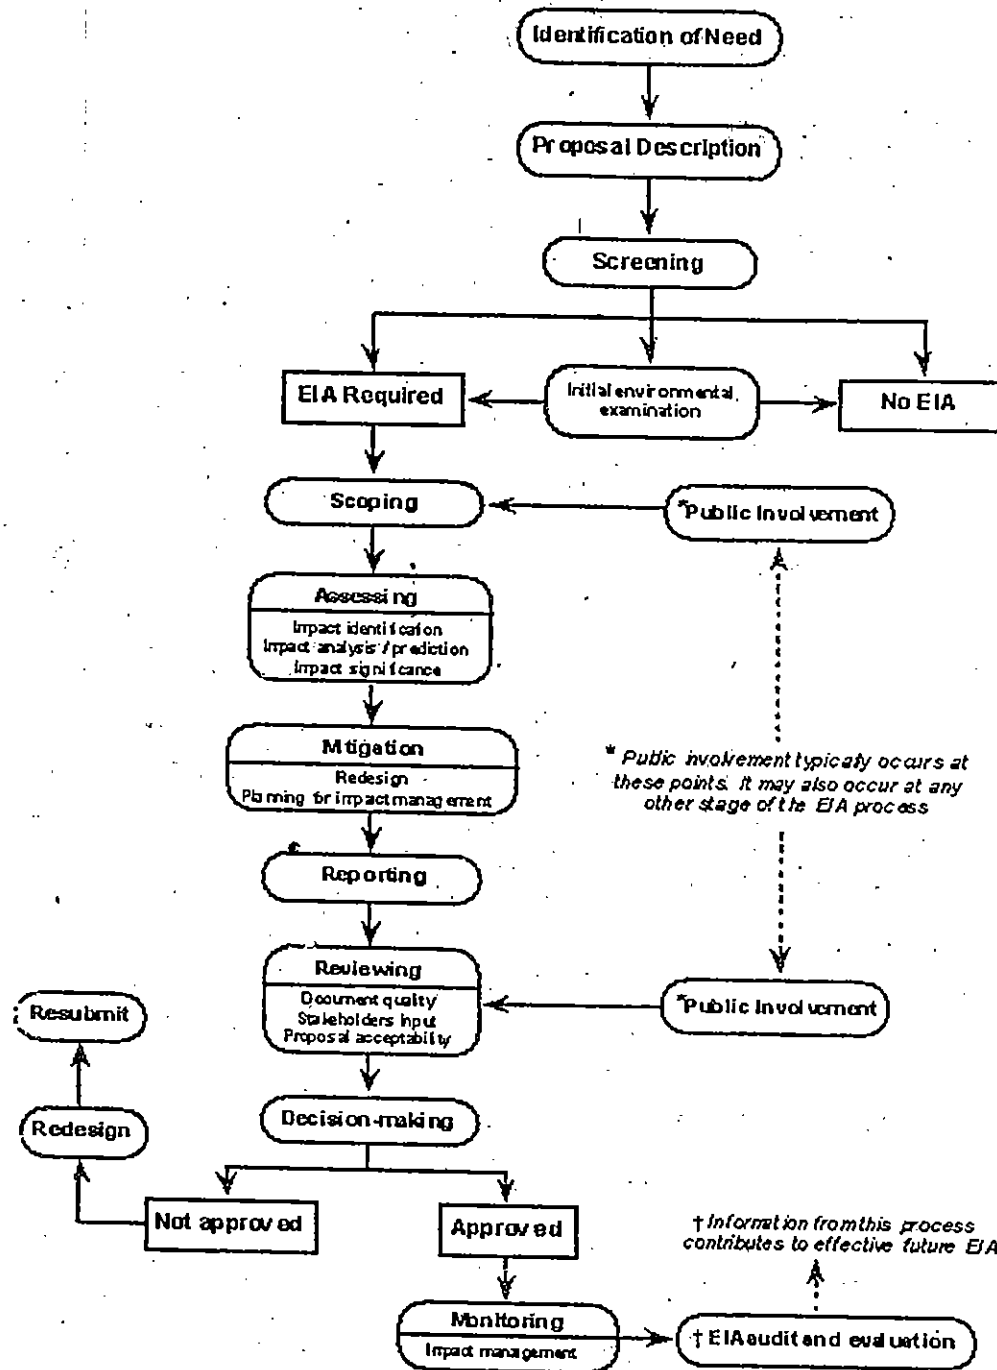 Identification of Need
Proposal Description
Screening
EIA Required
Initial environmental
examination
No EIA
Scoping
*Public Involvement
Assessing
Impact identification
Impact analysis / prediction
Impact significance
Mitigation
Redesign
Planning for impact management
* Public involvement typically occurs at
these points. It may also occur at any
other stage of the EIA process
Reporting
Reviewing
Document quality
Stakeholders input
Proposal acceptability
*Public Involvement
Resubmit
Redesign
Decision-making
Not approved
Approved
† Information from this process
contributes to effective future EIA
Monitoring
Impact management
† EIA audit and evaluation